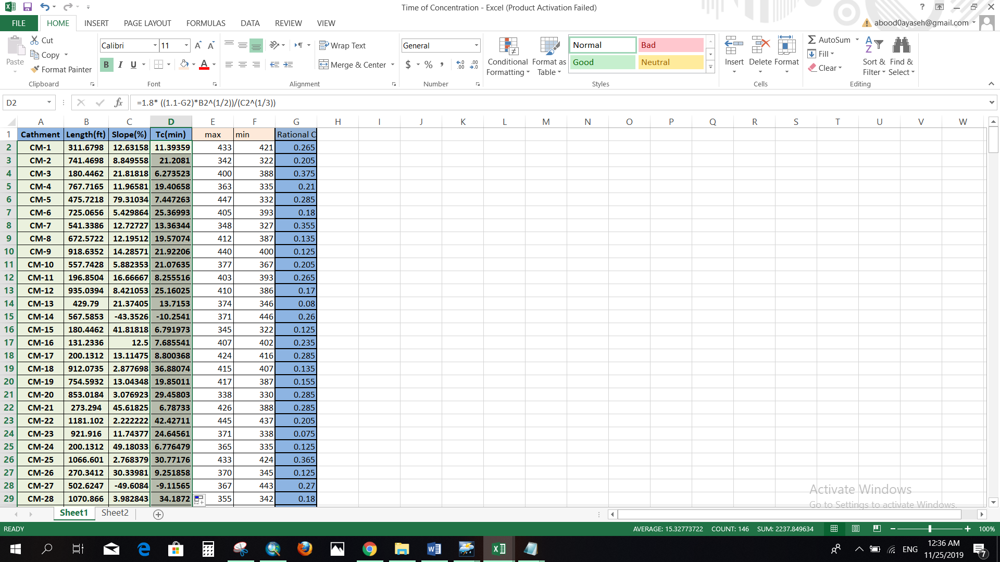 Time of Concentration - Excel (Product Activation Failed)
FILE HOME INSERT PAGE LAYOUT FORMULAS DATA REVIEW VIEW abood0ayaseh@gmail.com
Paste Cut Copy Format Painter Clipboard
Calibri 11 B I U A A A Font
Wrap Text Merge & Center Alignment
General $ % , .00 .0 Number
Conditional Formatting Format as Table Normal Bad Good Neutral Styles
Insert Delete Format Cells
AutoSum Fill Clear Sort & Filter Find & Select Editing
D2 fx =1.8* ((1.1-G2)*B2^(1/2))/(C2^(1/3))
A B C D E F G H I J K L M N O P Q R S T U V W
1 Cathment Length(ft) Slope(%) Tc(min) max min Rational C
2 CM-1 311.6798 12.63158 11.39359 433 421 0.265
3 CM-2 741.4698 8.849558 21.2081 342 322 0.205
4 CM-3 180.4462 21.81818 6.273523 400 388 0.375
5 CM-4 767.7165 11.96581 19.40658 363 335 0.21
6 CM-5 475.7218 79.31034 7.447263 447 332 0.285
7 CM-6 725.0656 5.429864 25.36993 405 393 0.18
8 CM-7 541.3386 12.72727 13.36344 348 327 0.355
9 CM-8 672.5722 12.19512 19.57074 412 387 0.135
10 CM-9 918.6352 14.28571 21.92206 440 400 0.125
11 CM-10 557.7428 5.882353 21.07635 377 367 0.205
12 CM-11 196.8504 16.66667 8.255516 403 393 0.265
13 CM-12 935.0394 8.421053 25.16025 410 386 0.17
14 CM-13 429.79 21.37405 13.7153 374 346 0.08
15 CM-14 567.5853 -43.3526 -10.2541 371 446 0.26
16 CM-15 180.4462 41.81818 6.791973 345 322 0.125
17 CM-16 131.2336 12.5 7.685541 407 402 0.235
18 CM-17 200.1312 13.11475 8.800368 424 416 0.285
19 CM-18 912.0735 2.877698 36.88074 415 407 0.135
20 CM-19 754.5932 13.04348 19.85011 417 387 0.155
21 CM-20 853.0184 3.076923 29.45803 338 330 0.285
22 CM-21 273.294 45.61825 6.78733 426 388 0.285
23 CM-22 1181.102 2.222222 42.42711 445 437 0.205
24 CM-23 921.916 11.74377 24.64561 371 338 0.075
25 CM-24 200.1312 49.18033 6.776479 365 335 0.125
26 CM-25 1066.601 2.768379 30.77176 433 424 0.365
27 CM-26 270.3412 30.33981 9.251858 370 345 0.125
28 CM-27 502.6247 -49.6084 -9.11565 367 443 0.27
29 CM-28 1070.866 3.982843 34.1872 355 342 0.18
Activate Windows
Go to Settings to activate Windows.
Sheet1 Sheet2
READY AVERAGE: 15.32773722 COUNT: 146 SUM: 2237.849634 100%
ENG 12:36 AM 11/25/2019 7